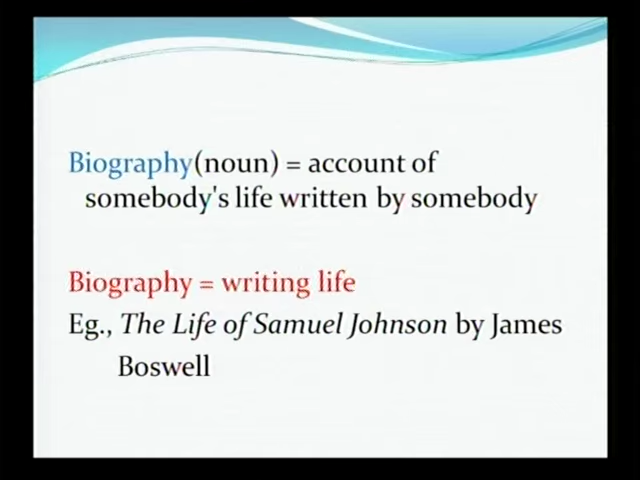 Biography(noun) = account of
somebody's life written by somebody
Biography = writing life
Eg., The Life of Samuel Johnson by James
Boswell